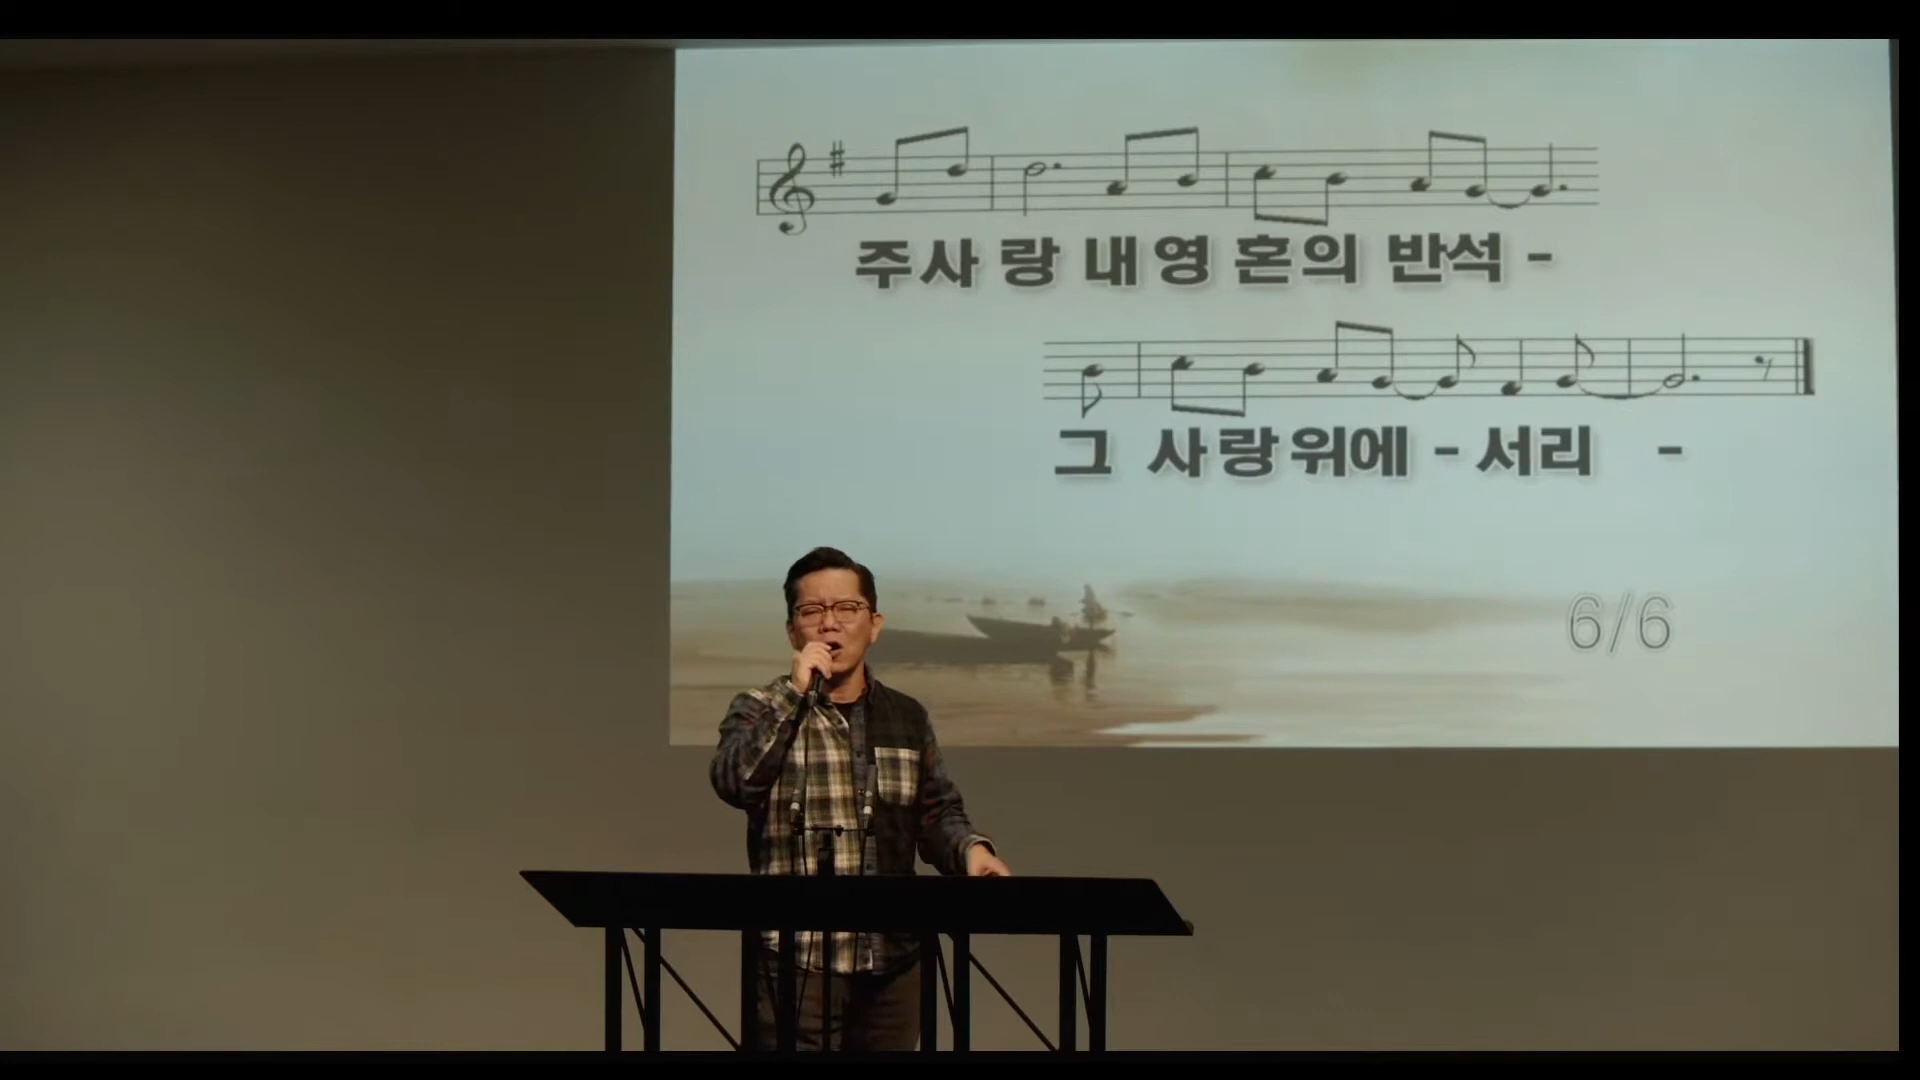 주사 랑 내영 혼의 반석 -
그 사랑위에 - 서리 -
6/6